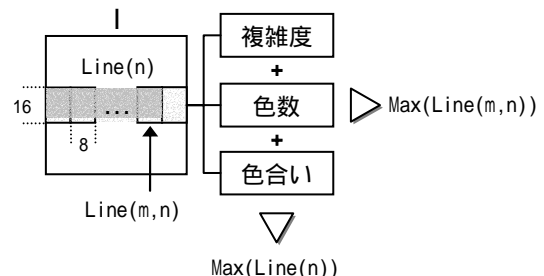 I
Line(n)
16
...
8
Line(m,n)
複雑度
+
色数
+
色合い
Max(Line(m,n))
Max(Line(n))